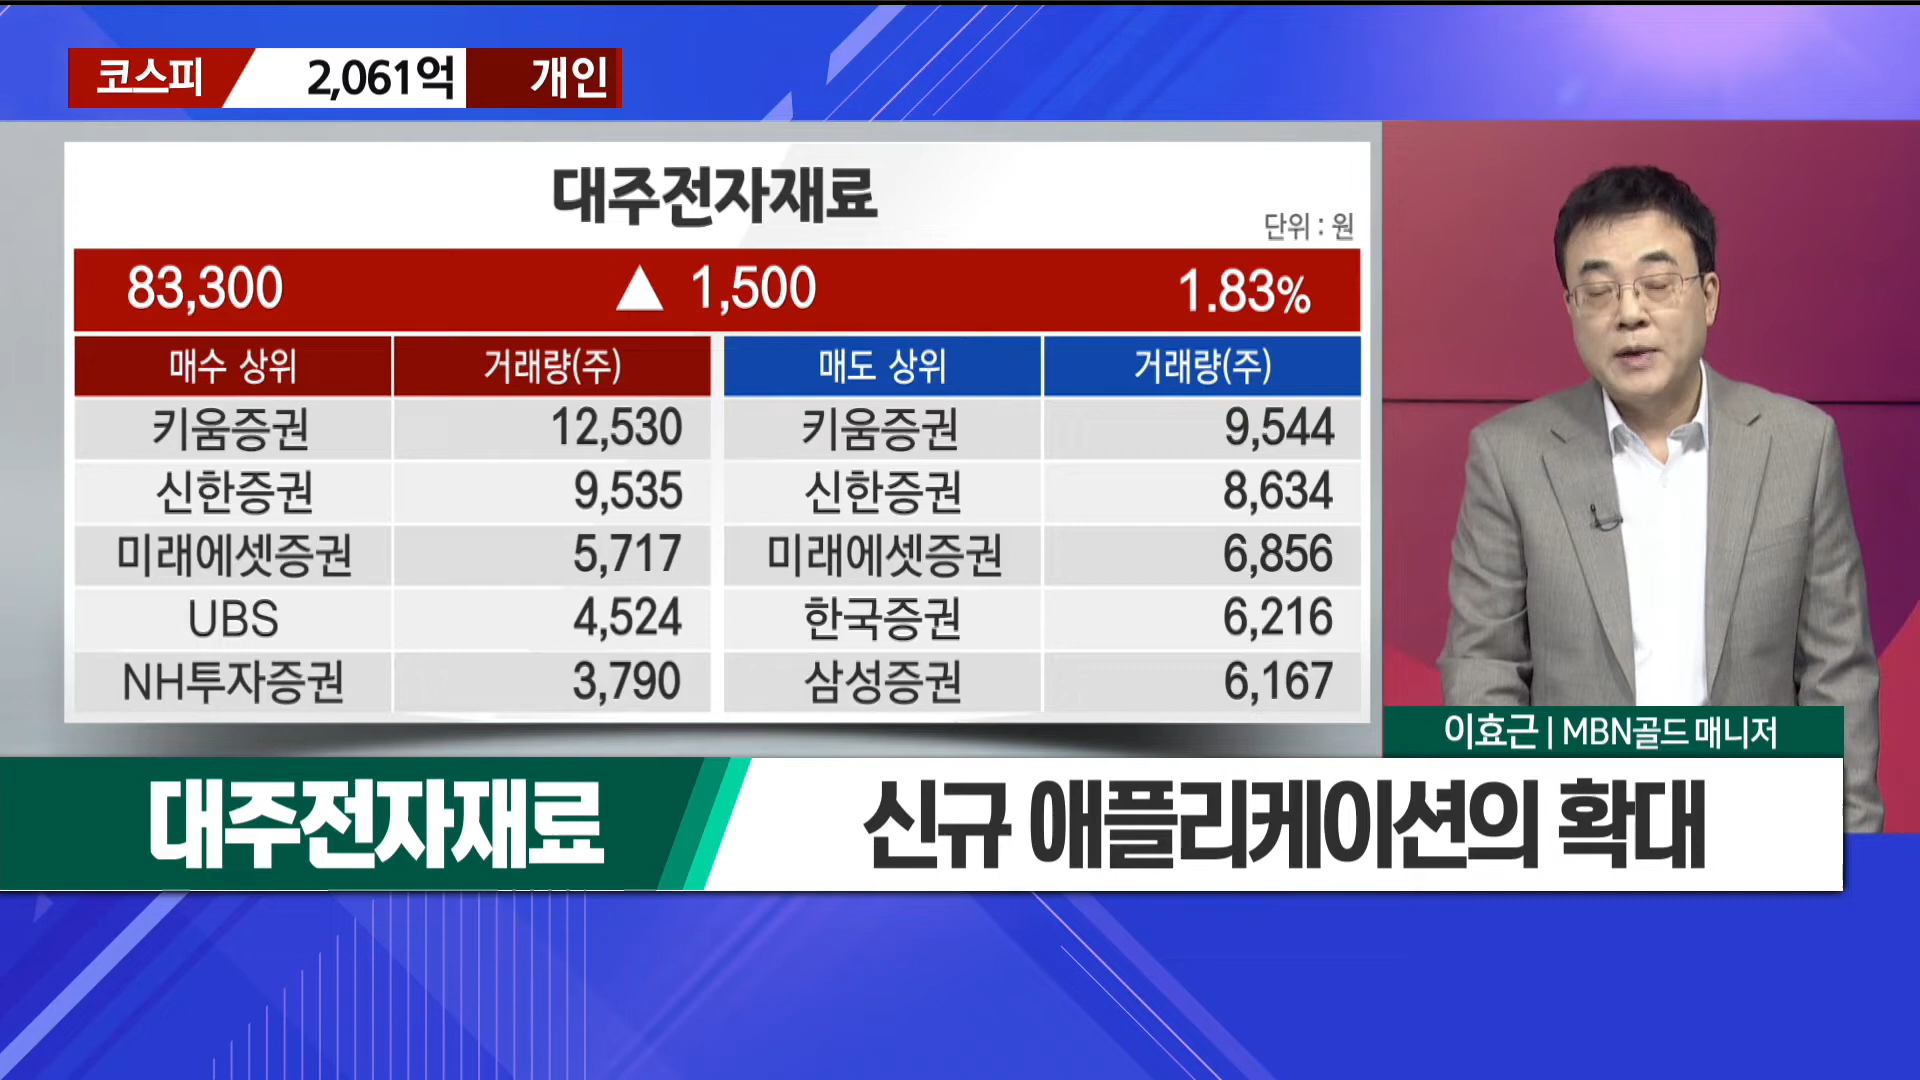 코스피 2,061억 개인
대주전자재료
단위 : 원
83,300 ▲ 1,500 1.83%
매수 상위 거래량(주) 매도 상위 거래량(주)
키움증권 12,530 키움증권 9,544
신한증권 9,535 신한증권 8,634
미래에셋증권 5,717 미래에셋증권 6,856
UBS 4,524 한국증권 6,216
NH투자증권 3,790 삼성증권 6,167
이효근 | MBN골드 매니저
대주전자재료 신규 애플리케이션의 확대